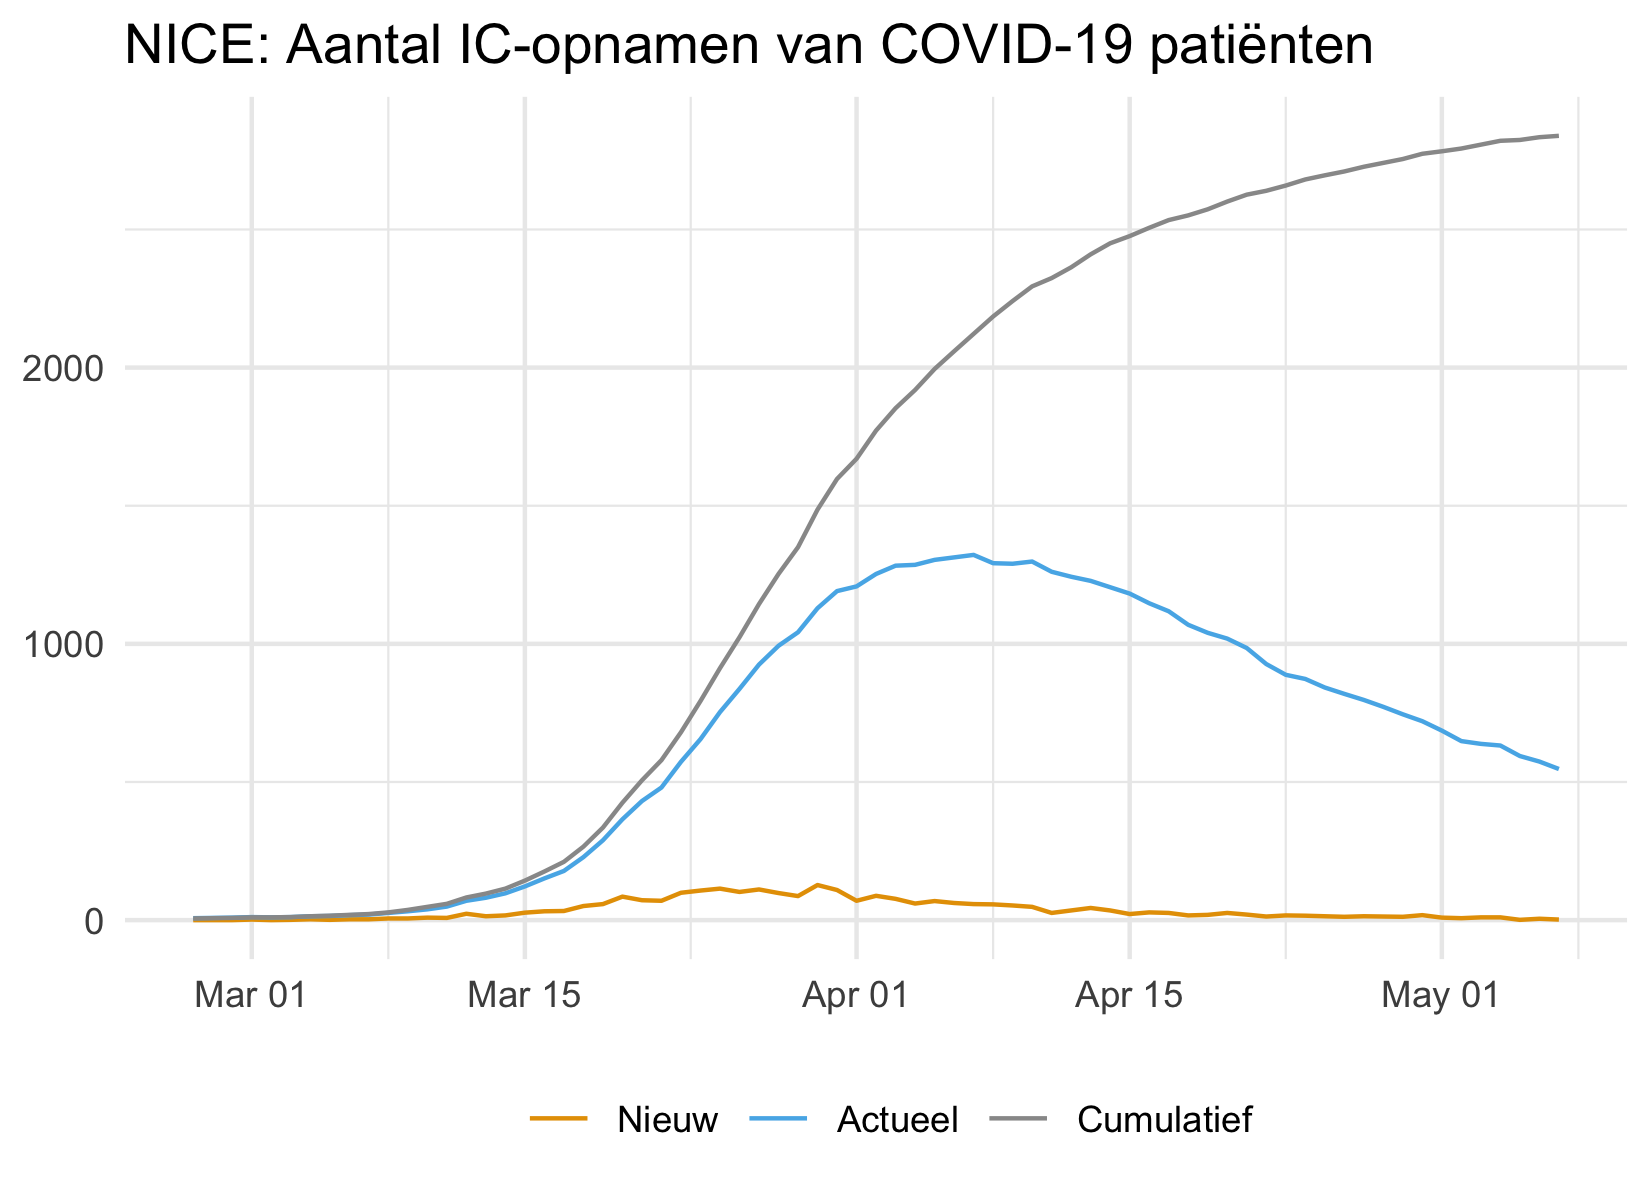 NICE: Aantal IC-opnamen van COVID-19 patiënten
2000
1000
0
Mar 01 Mar 15 Apr 01 Apr 15 May 01
Nieuw Actueel Cumulatief